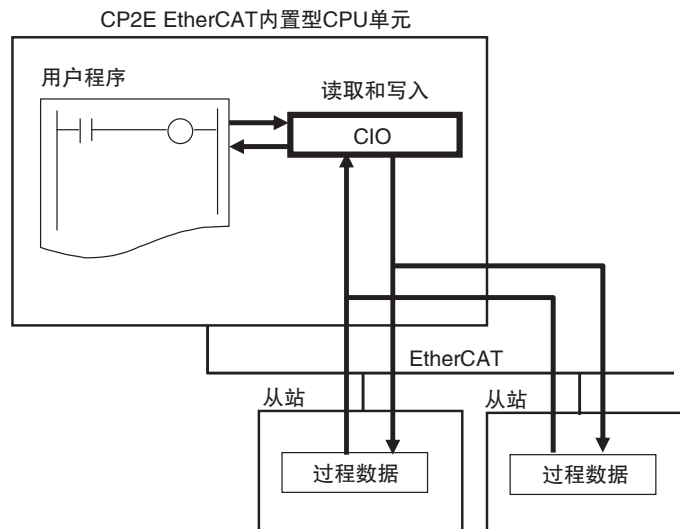 CP2E EtherCAT内置型CPU单元
用户程序
读取和写入
CIO
EtherCAT
从站
从站
过程数据
过程数据